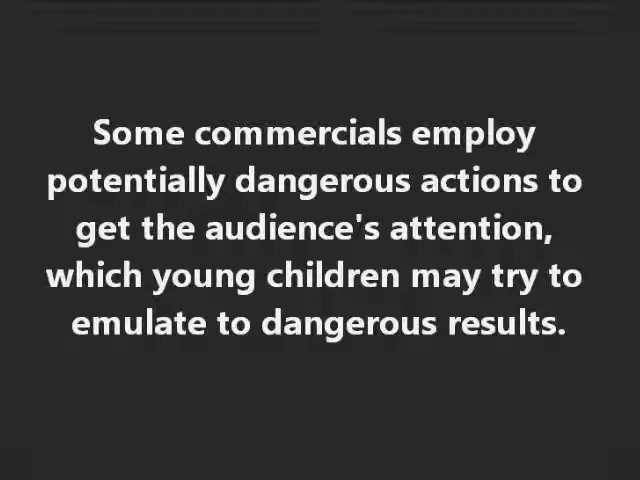 Some commercials employ
potentially dangerous actions to
get the audience's attention,
which young children may try to
emulate to dangerous results.